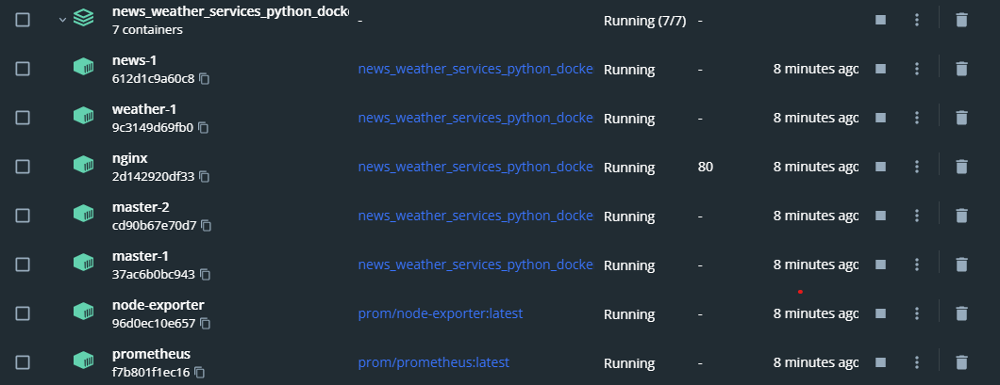 news_weather_services_python_docke
7 containers
-
Running (7/7)
-
news-1
612d1c9a60c8
news_weather_services_python_docke
Running
-
8 minutes ago
weather-1
9c3149d69fb0
news_weather_services_python_docke
Running
-
8 minutes ago
nginx
2d142920df33
news_weather_services_python_docke
Running
80
8 minutes ago
master-2
cd90b67e70d7
news_weather_services_python_docke
Running
-
8 minutes ago
master-1
37ac6b0bc943
news_weather_services_python_docke
Running
-
8 minutes ago
node-exporter
96d0ec10e657
prom/node-exporter:latest
Running
-
8 minutes ago
prometheus
f7b801f1ec16
prom/prometheus:latest
Running
-
8 minutes ago